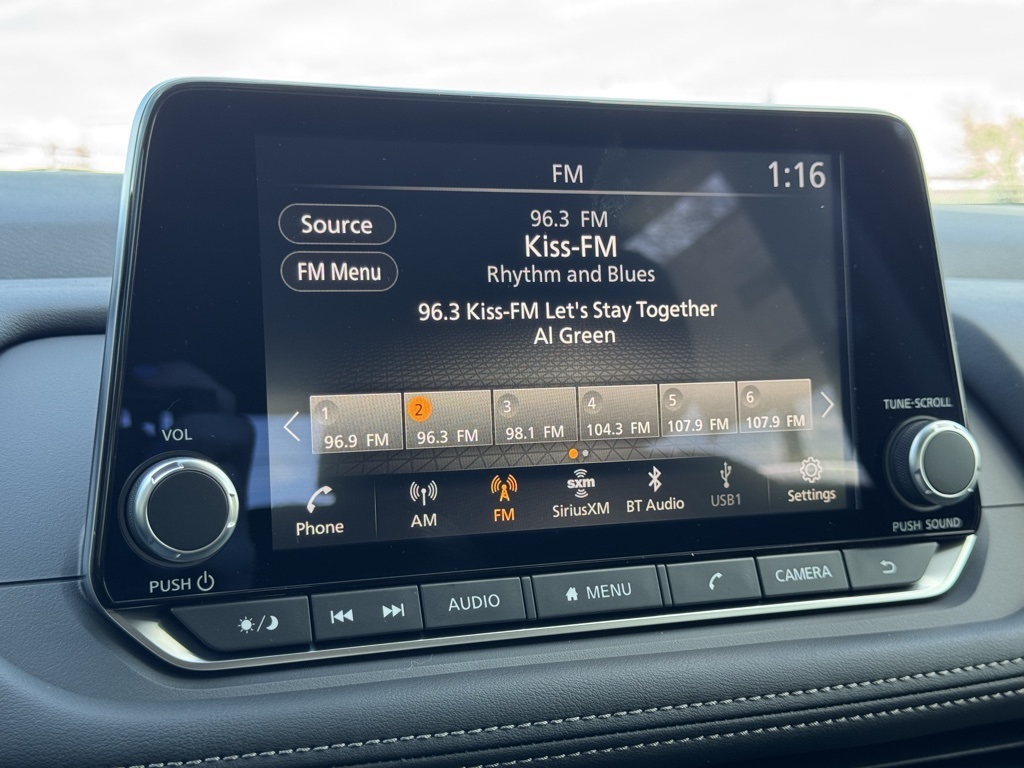 FM 1:16
Source
FM Menu
96.3 FM
Kiss-FM
Rhythm and Blues
96.3 Kiss-FM Let's Stay Together
Al Green
1 2 3 4 5 6
96.9 FM 96.3 FM 98.1 FM 104.3 FM 107.9 FM 107.9 FM
Phone AM FM sxm SiriusXM BT Audio USB1 Settings
VOL
PUSH
TUNE·SCROLL
PUSH SOUND
AUDIO MENU CAMERA